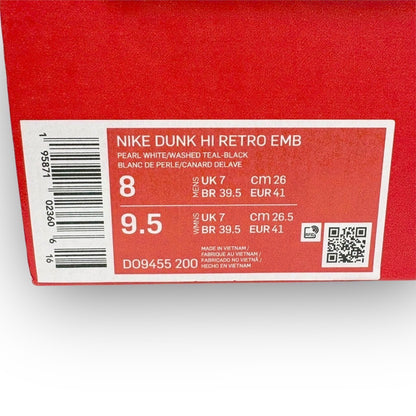 NIKE DUNK HI RETRO EMB
PEARL WHITE/WASHED TEAL-BLACK
BLANC DE PERLE/CANARD DELAVE
8 MENS UK 7 CM 26
BR 39.5 EUR 41
9.5 WMNS UK 7 CM 26.5
BR 39.5 EUR 41
MADE IN VIETNAM /
FABRIQUE AU VIETNAM /
FABRICADO NO VIETNÃ /
HECHO EN VIETNAM
DO9455 200
1 95871 02360 6 16